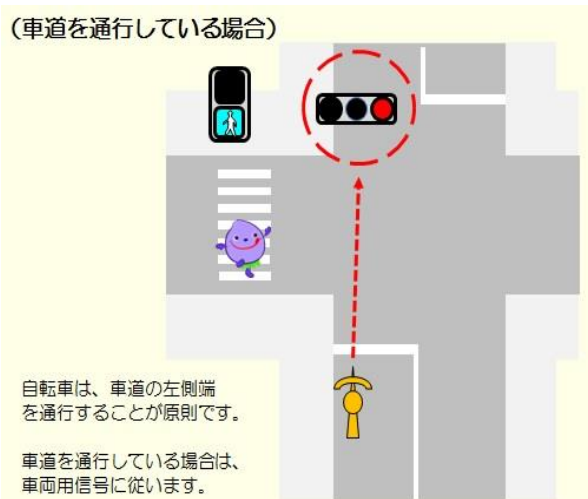 （車道を通行している場合）
自転車は、車道の左側端
を通行することが原則です。
車道を通行している場合は、
車両用信号に従います。